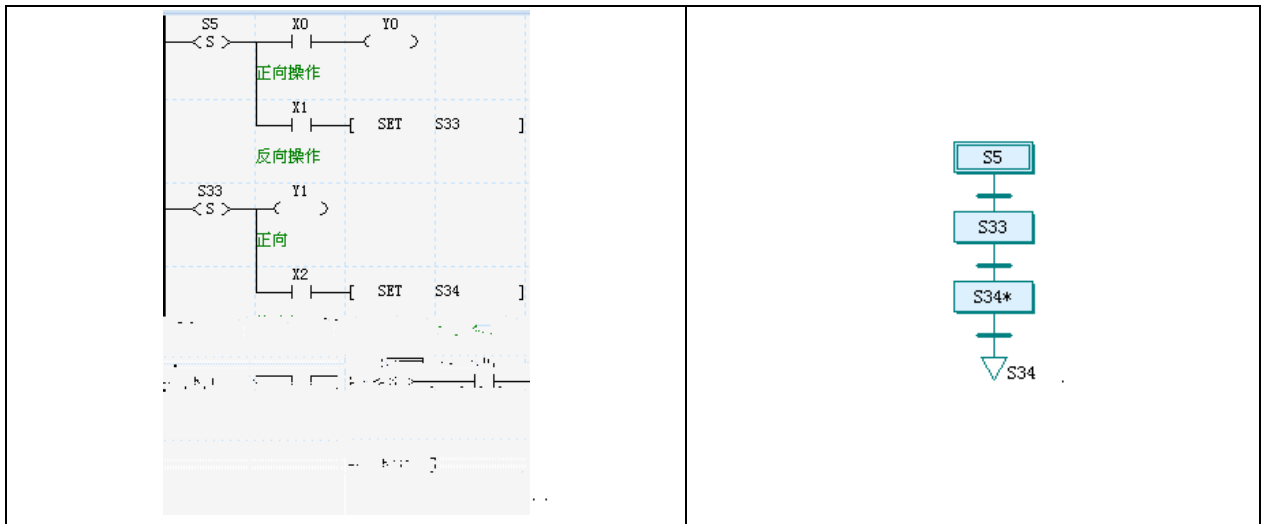 S5 X0 Y0
S
正向操作
X1
SET S33
反向操作
S33 Y1
S
正向
X2
SET S34
S5
S33
S34*
S34